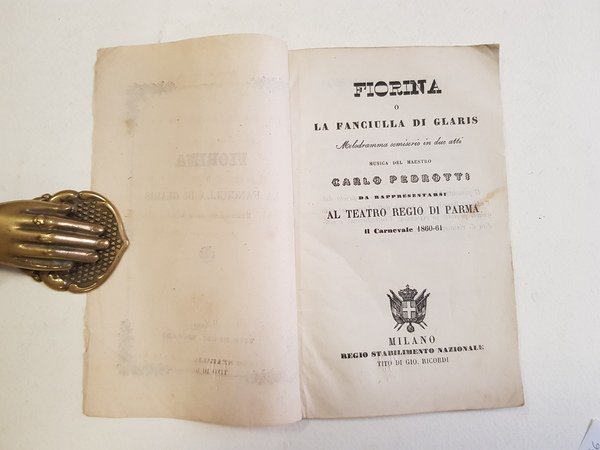 FIORINA
O
LA FANCIULLA DI GLARIS
Melodramma semiserio in due atti
MUSICA DEL MAESTRO
CARLO PEDROTTI
DA RAPPRESENTARSI
AL TEATRO REGIO DI PARMA
il Carnevale 1860-61
MILANO
REGIO STABILIMENTO NAZIONALE
TITO DI GIO. RICORDI